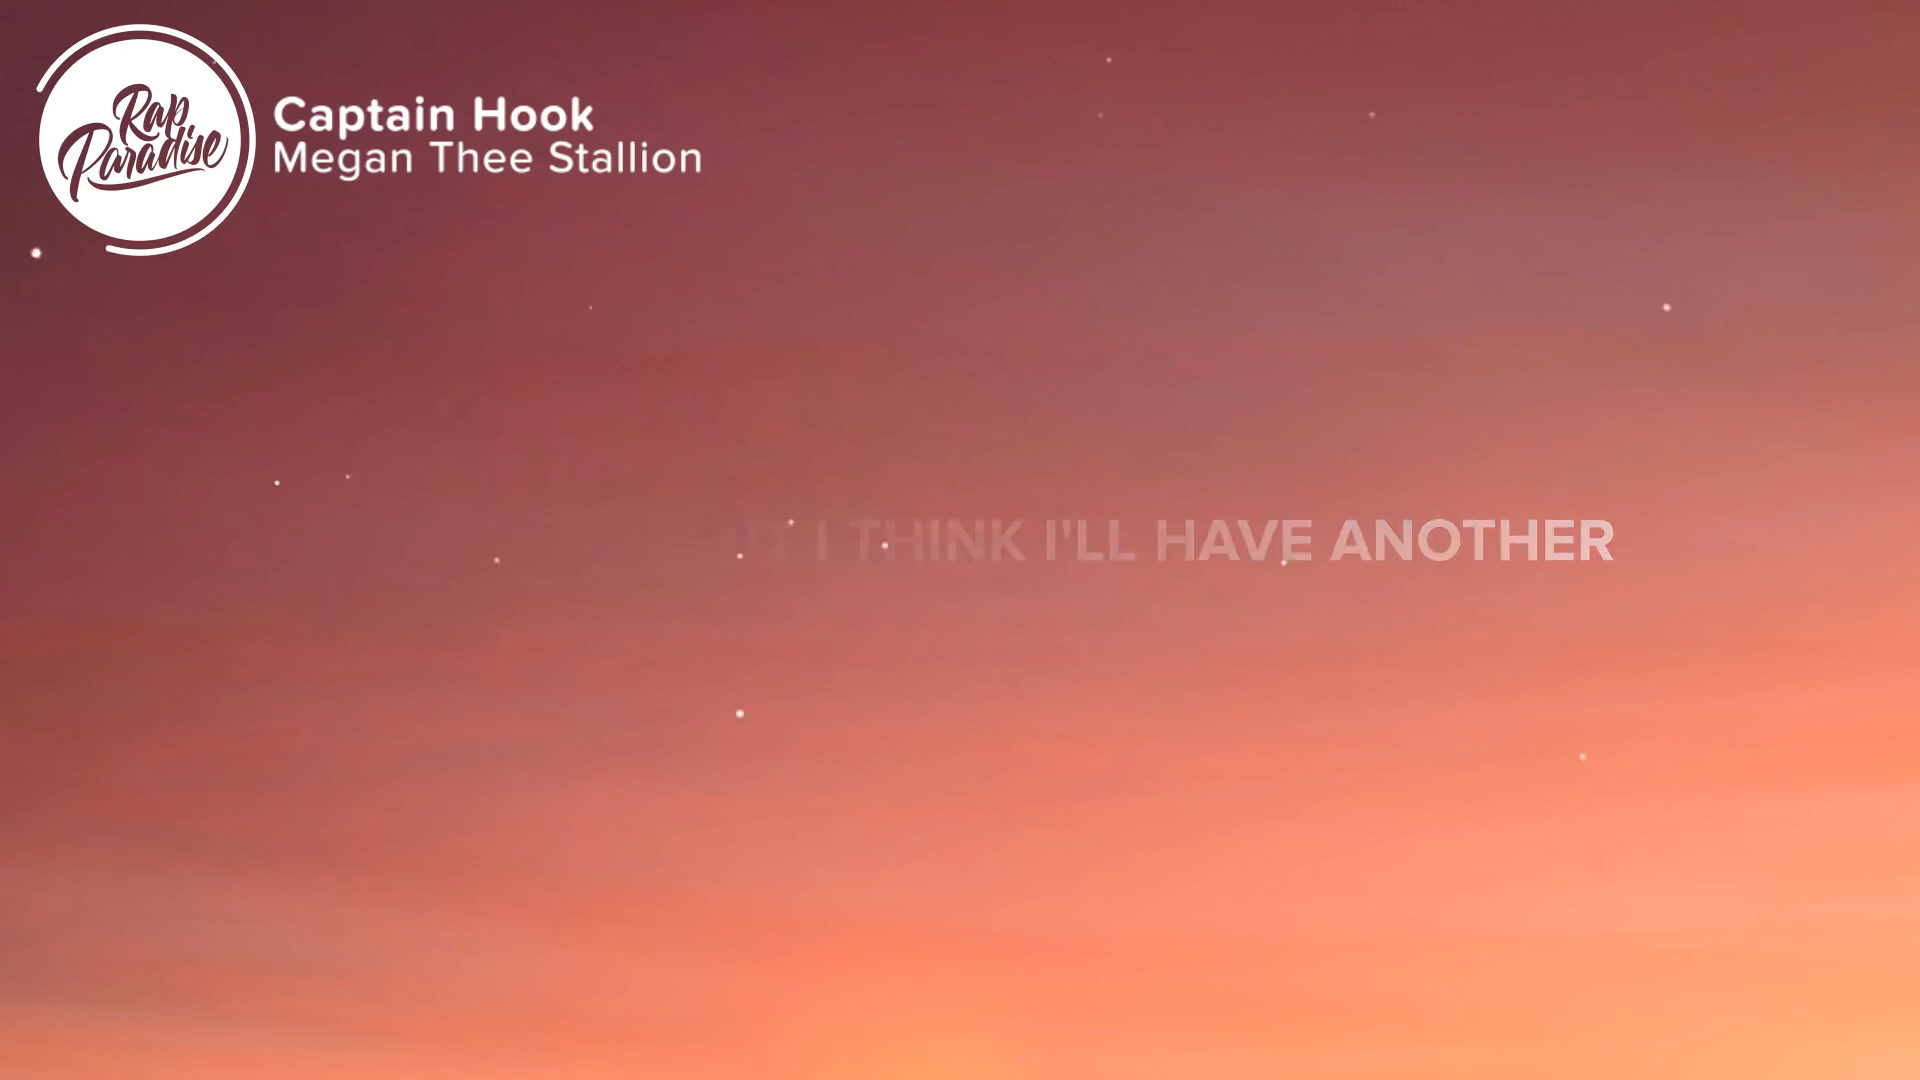 Rap
Paradise
Captain Hook
Megan Thee Stallion
I THINK I'LL HAVE ANOTHER